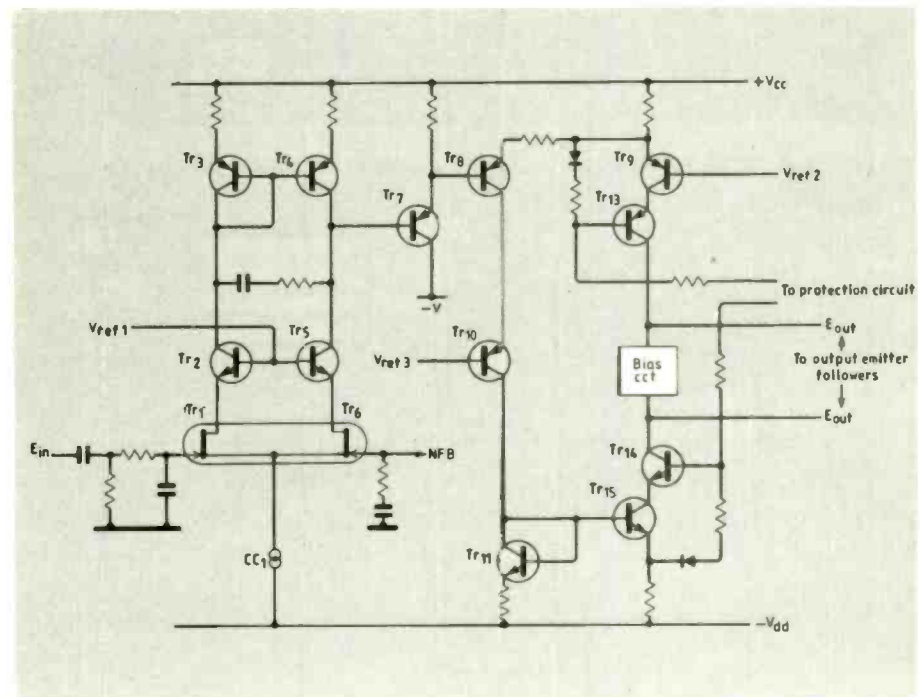 +Vcc
Tr3
Tr4
Tr8
Tr9
Vref 2
Tr7
Tr13
-V
To protection circuit
Vref 1
Tr2
Tr5
Tr10
Vref 3
Eout
Bias
cct
To output emitter
followers
Eout
Tr1
Tr6
Ein
NFB
Tr14
Tr15
CC1
Tr11
-Vdd